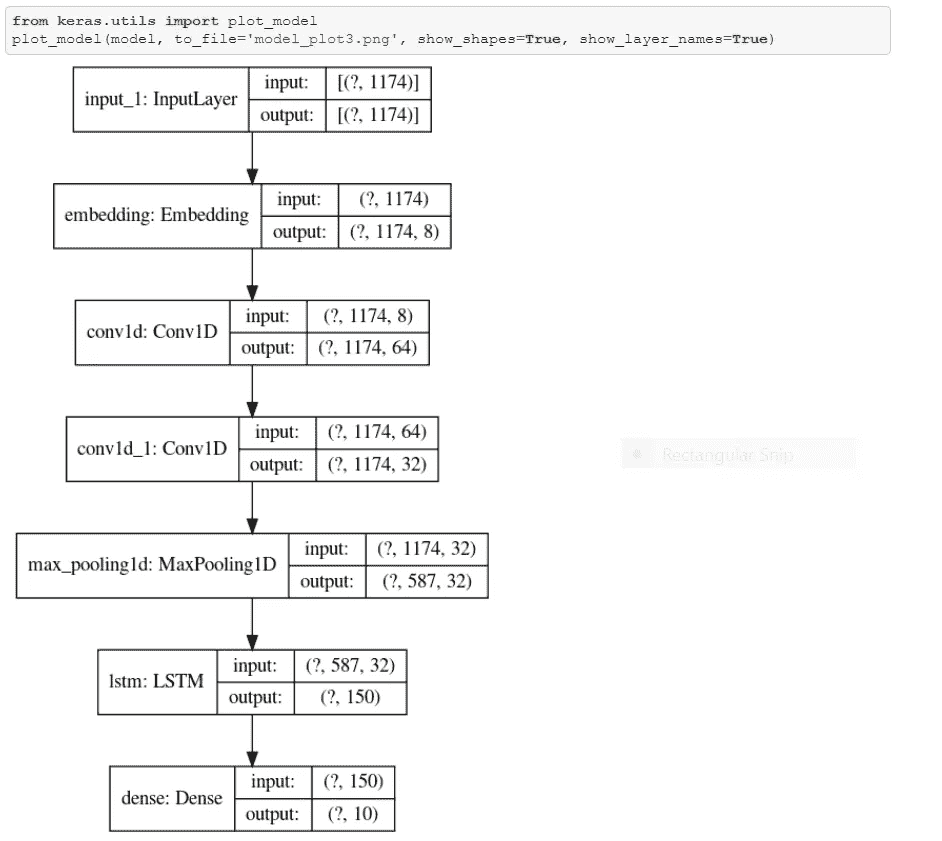 from keras.utils import plot_model
plot_model(model, to_file='model_plot3.png', show_shapes=True, show_layer_names=True)
input_1: InputLayer
input: [(?, 1174)]
output: [(?, 1174)]
embedding: Embedding
input: (?, 1174)
output: (?, 1174, 8)
conv1d: Conv1D
input: (?, 1174, 8)
output: (?, 1174, 64)
conv1d_1: Conv1D
input: (?, 1174, 64)
output: (?, 1174, 32)
max_pooling1d: MaxPooling1D
input: (?, 1174, 32)
output: (?, 587, 32)
lstm: LSTM
input: (?, 587, 32)
output: (?, 150)
dense: Dense
input: (?, 150)
output: (?, 10)
Rectangular Snip